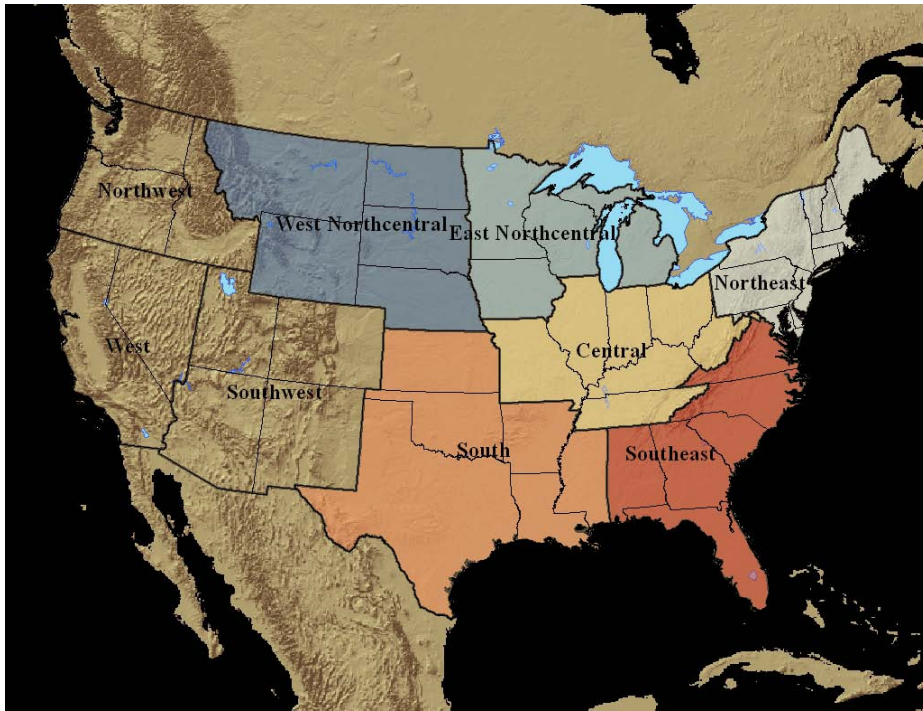 Northwest
West Northcentral
East Northcentral
Northeast
West
Central
Southwest
South
Southeast